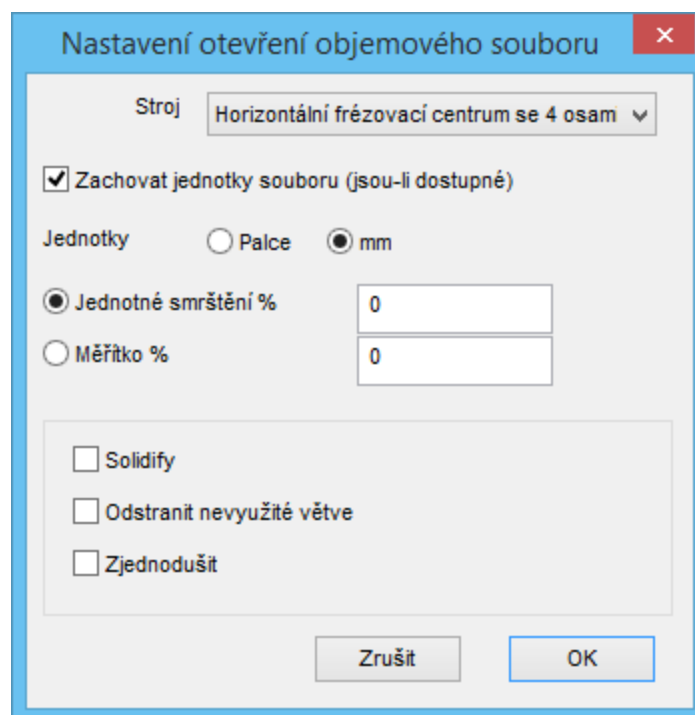 Nastavení otevření objemového souboru
Stroj Horizontální frézovací centrum se 4 osami
Zachovat jednotky souboru (jsou-li dostupné)
Jednotky Palce mm
Jednotné smrštění % 0
Měřítko % 0
Solidify
Odstranit nevyužité větve
Zjednodušit
Zrušit OK